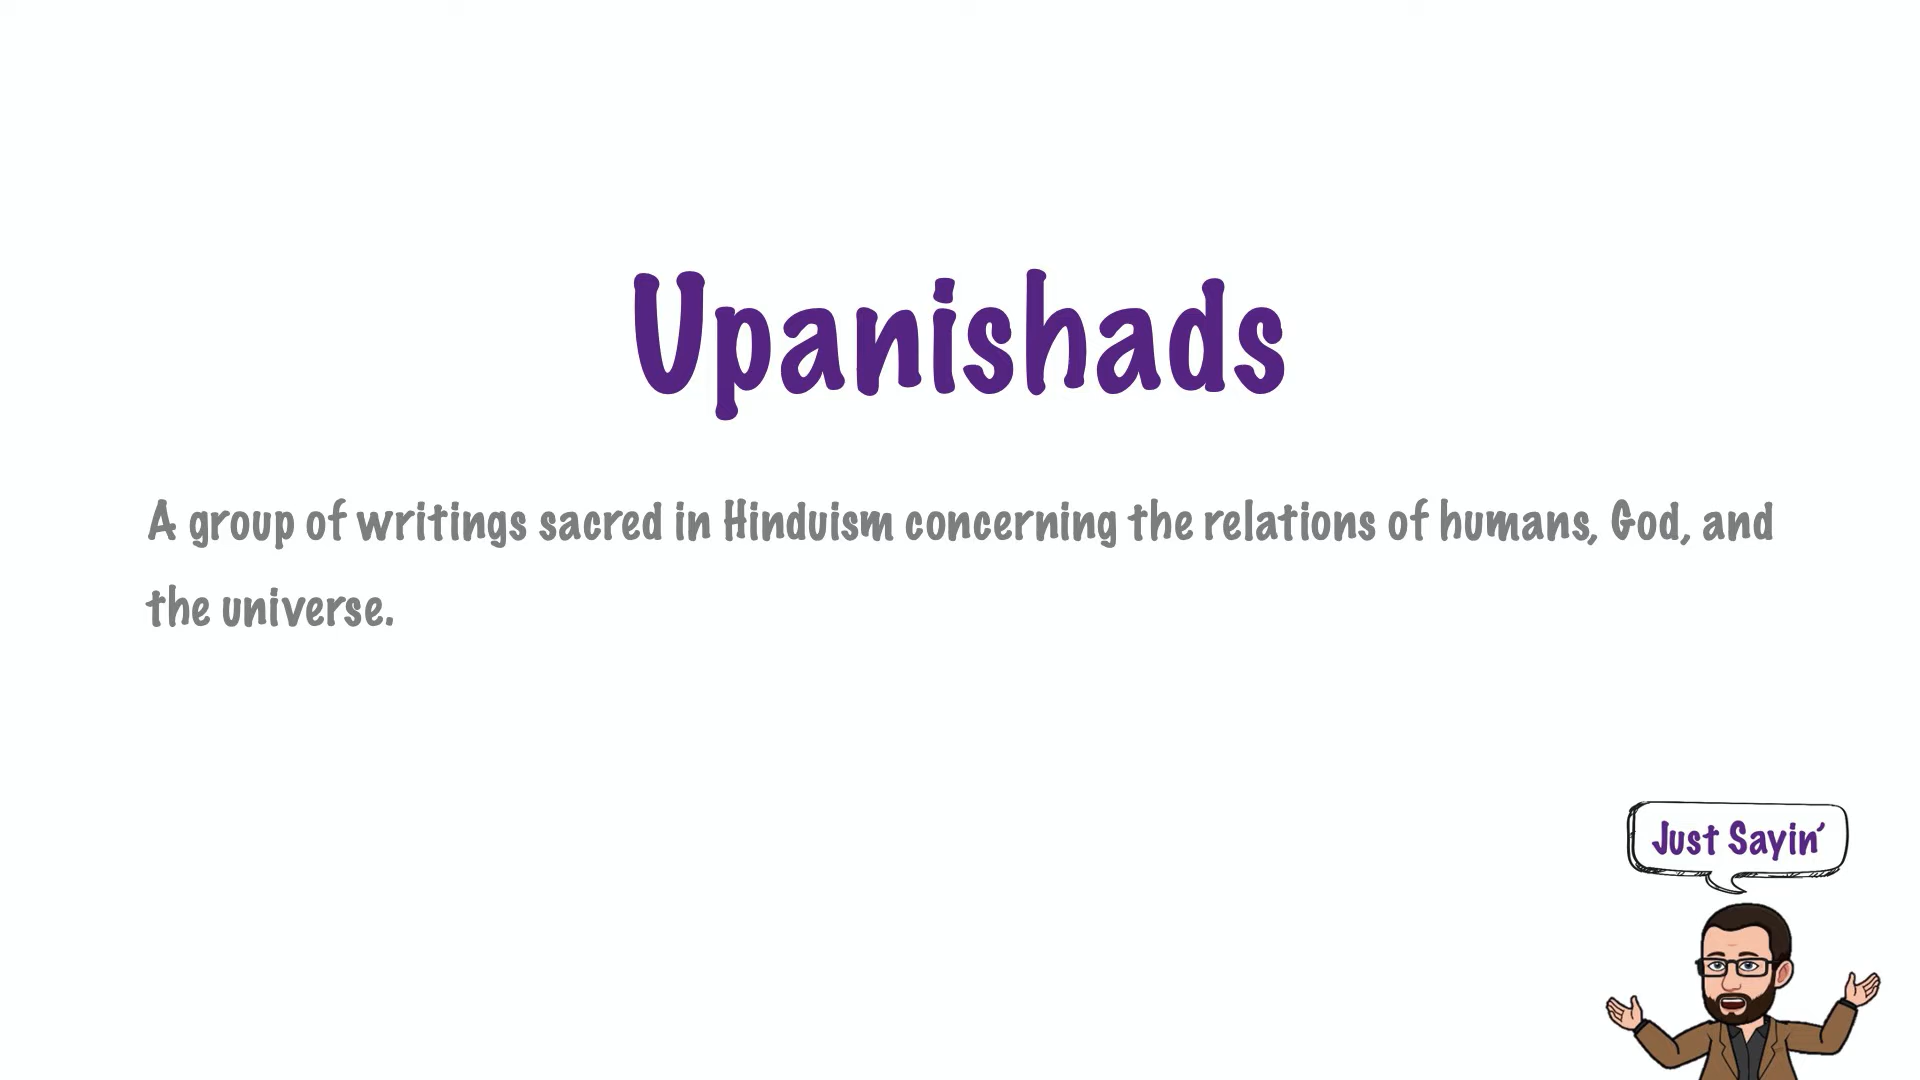 Upanishads
A group of writings sacred in Hinduism concerning the relations of humans, God, and
the universe.
Just Sayin'